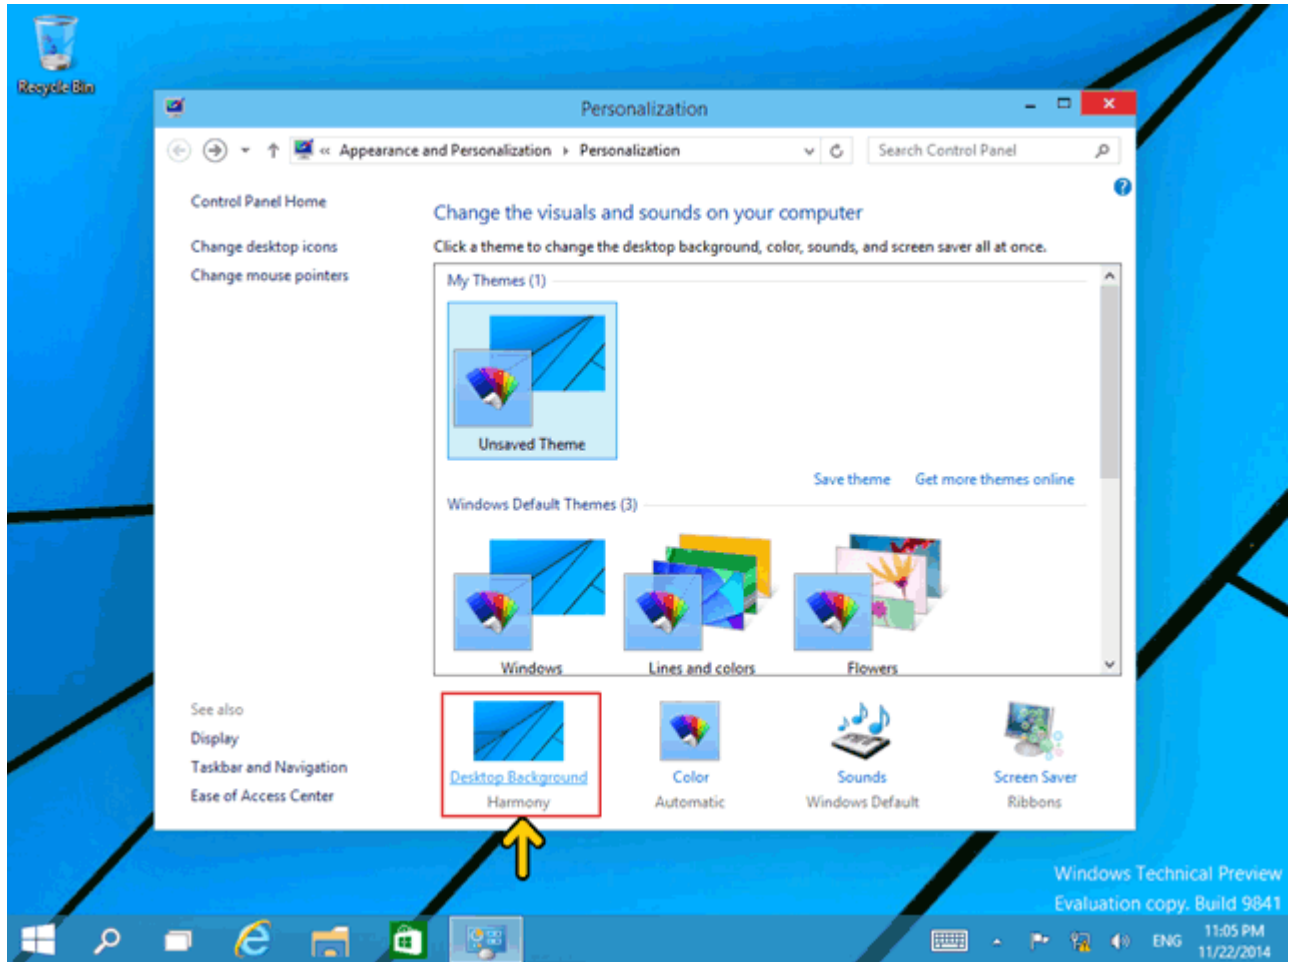 Recycle Bin
Personalization
« Appearance and Personalization Personalization
Search Control Panel
Control Panel Home
Change desktop icons
Change mouse pointers
Change the visuals and sounds on your computer
Click a theme to change the desktop background, color, sounds, and screen saver all at once.
My Themes (1)
Unsaved Theme
Save theme Get more themes online
Windows Default Themes (3)
Windows Lines and colors Flowers
See also
Display
Taskbar and Navigation
Ease of Access Center
Desktop Background Color Sounds Screen Saver
Harmony Automatic Windows Default Ribbons
Windows Technical Preview
Evaluation copy. Build 9841
ENG
11:05 PM
11/22/2014